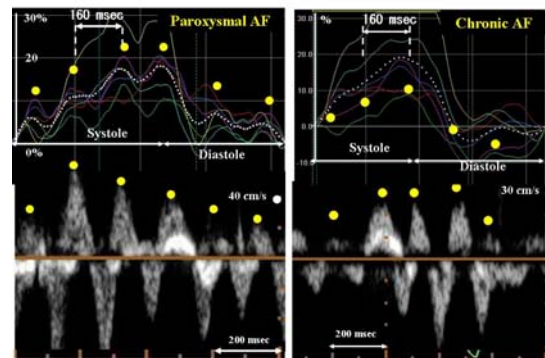 30%
Paroxysmal AF
160 msec
20
Systole
Diastole
0%
40 cm/s
200 msec
%
Chronic AF
30.0
160 msec
20.0
10.0
0.0
-10.0
Systole
Diastole
30 cm/s
200 msec